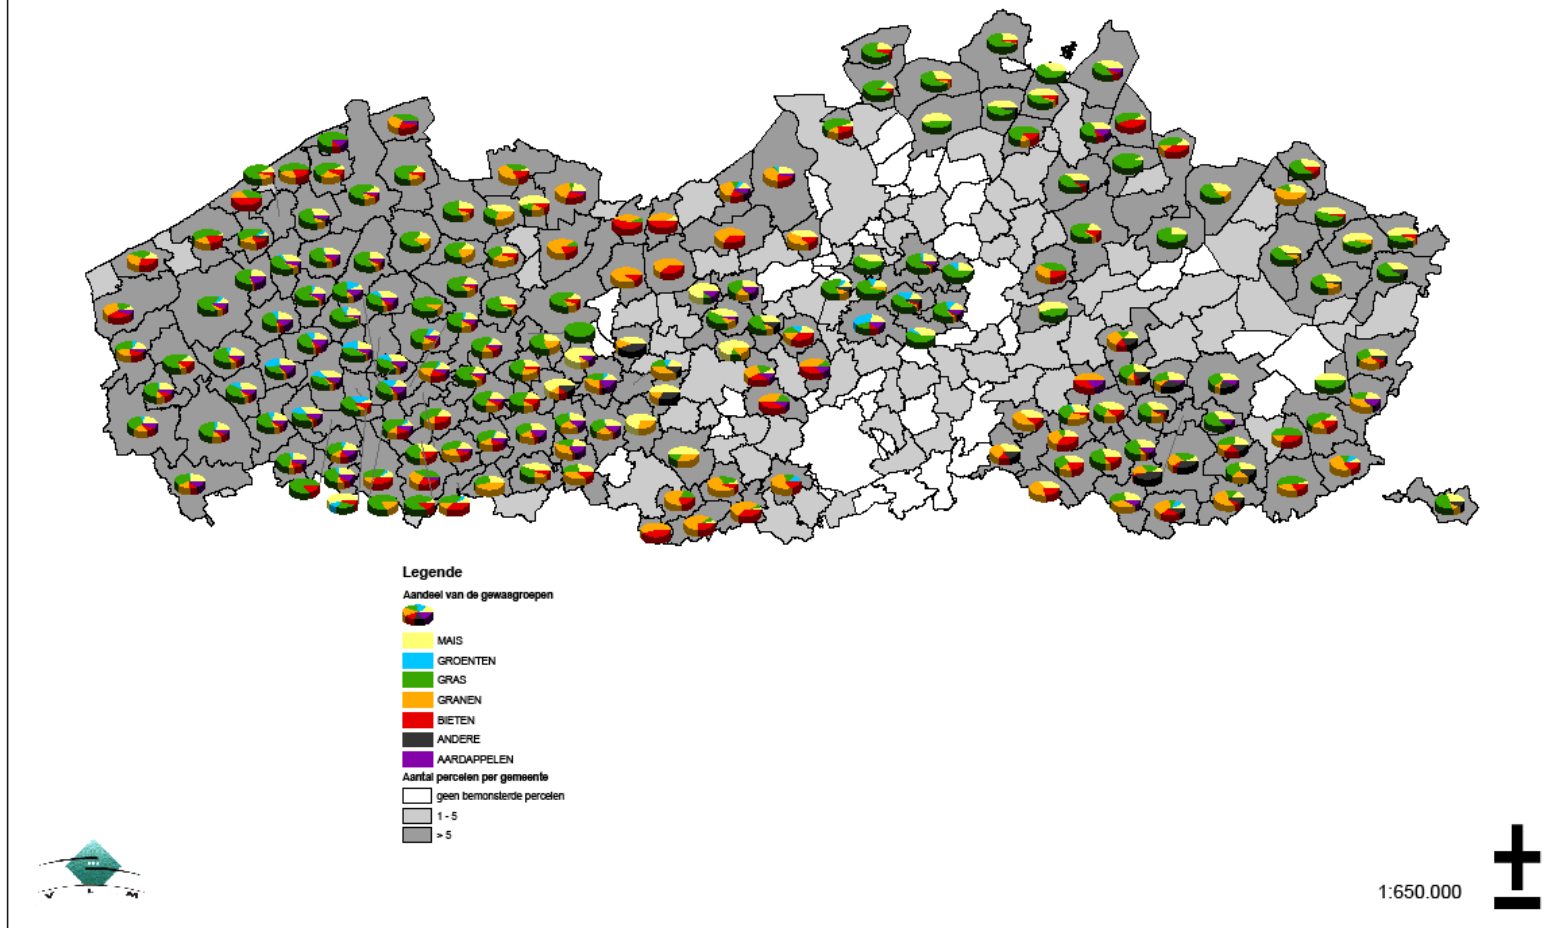 Legende
Aandeel van de gewasgroepen
MAIS
GROENTEN
GRAS
GRANEN
BIETEN
ANDERE
AARDAPPELEN
Aantal percelen per gemeente
geen bemonsterde percelen
1 - 5
> 5
V L M
1:650.000